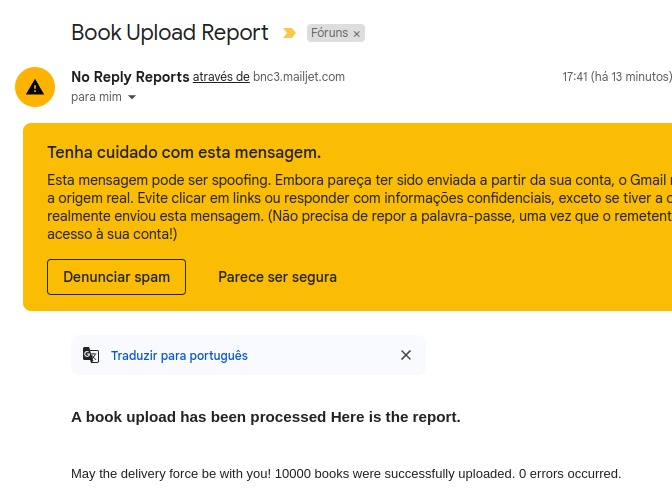 Book Upload Report Fóruns ×
No Reply Reports através de bnc3.mailjet.com 17:41 (há 13 minutos)
para mim
Tenha cuidado com esta mensagem.
Esta mensagem pode ser spoofing. Embora pareça ter sido enviada a partir da sua conta, o Gmail
a origem real. Evite clicar em links ou responder com informações confidenciais, exceto se tiver a
realmente enviou esta mensagem. (Não precisa de repor a palavra-passe, uma vez que o
acesso à sua conta!)
Denunciar spam Parece ser segura
Traduzir para português
A book upload has been processed Here is the report.
May the delivery force be with you! 10000 books were successfully uploaded. 0 errors occurred.